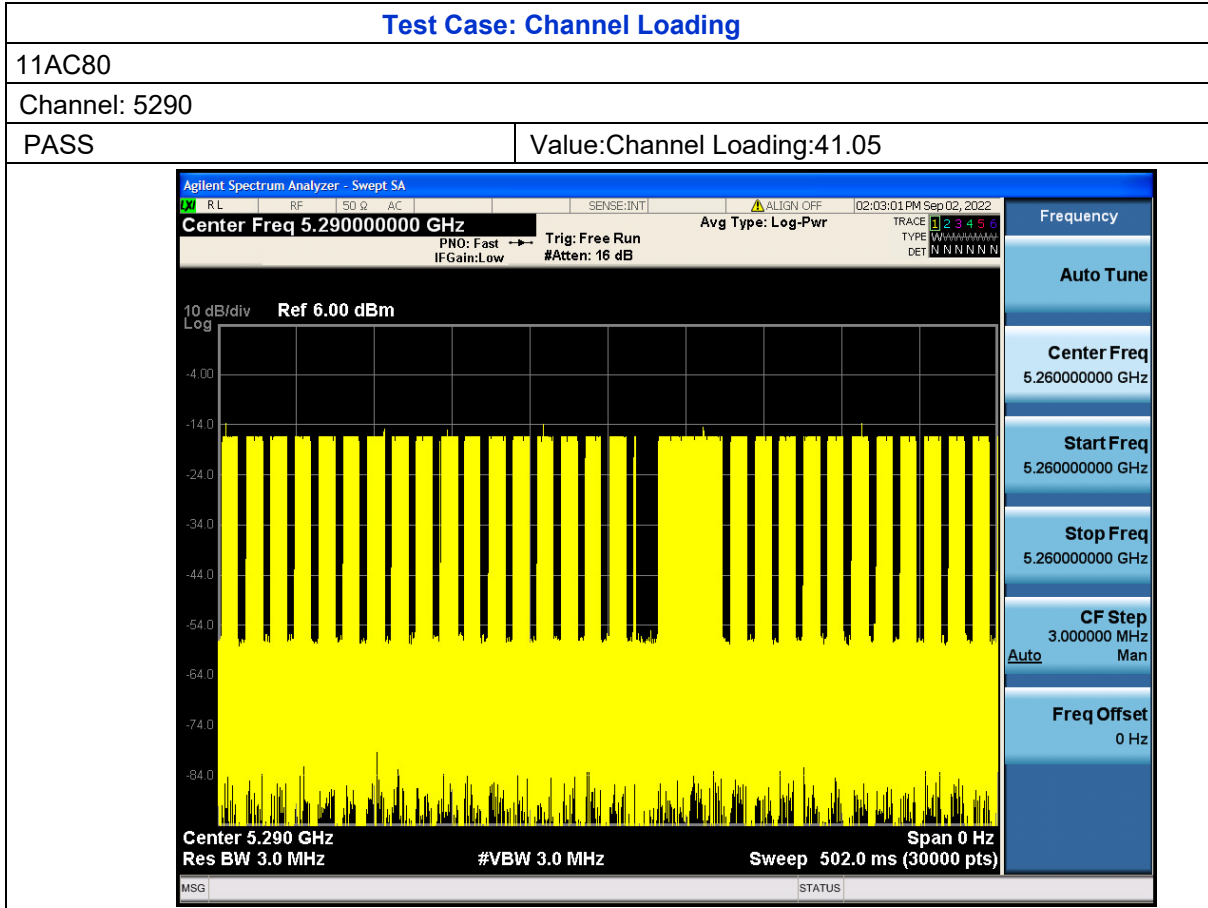 Test Case: Channel Loading
11AC80
Channel: 5290
PASS
Value:Channel Loading:41.05
Agilent Spectrum Analyzer - Swept SA
LXI RL RF 50 Ω AC SENSE:INT ALIGN OFF 02:03:01 PM Sep 02, 2022
Center Freq 5.290000000 GHz
PNO: Fast
IFGain:Low
Trig: Free Run
#Atten: 16 dB
Avg Type: Log-Pwr
TRACE 1 2 3 4 5 6
TYPE WWWWWW
DET N N N N N N
10 dB/div Ref 6.00 dBm
Log
-4.00
-14.0
-24.0
-34.0
-44.0
-54.0
-64.0
-74.0
-84.0
Center 5.290 GHz Span 0 Hz
Res BW 3.0 MHz #VBW 3.0 MHz Sweep 502.0 ms (30000 pts)
MSG STATUS
Frequency
Auto Tune
Center Freq
5.260000000 GHz
Start Freq
5.260000000 GHz
Stop Freq
5.260000000 GHz
CF Step
3.000000 MHz
Auto Man
Freq Offset
0 Hz